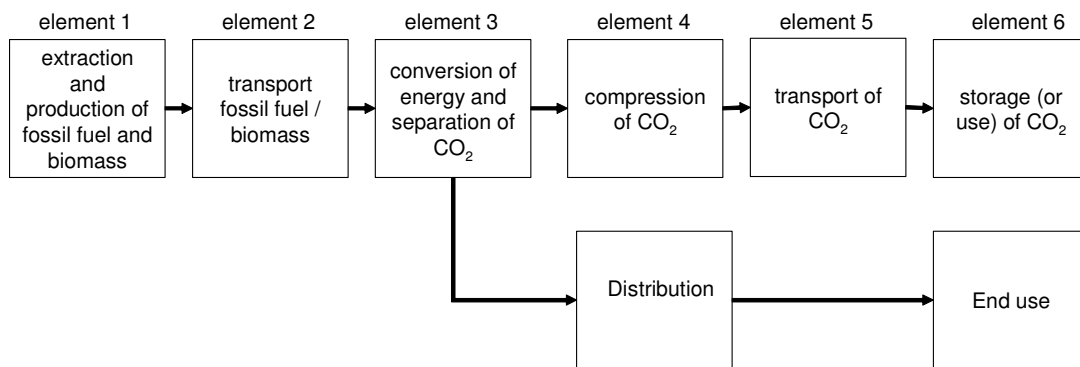 element 1
element 2
element 3
element 4
element 5
element 6
extraction
and
production of
fossil fuel and
biomass
transport
fossil fuel /
biomass
conversion of
energy and
separation of
CO₂
compression
of CO₂
transport of
CO₂
storage (or
use) of CO₂
Distribution
End use